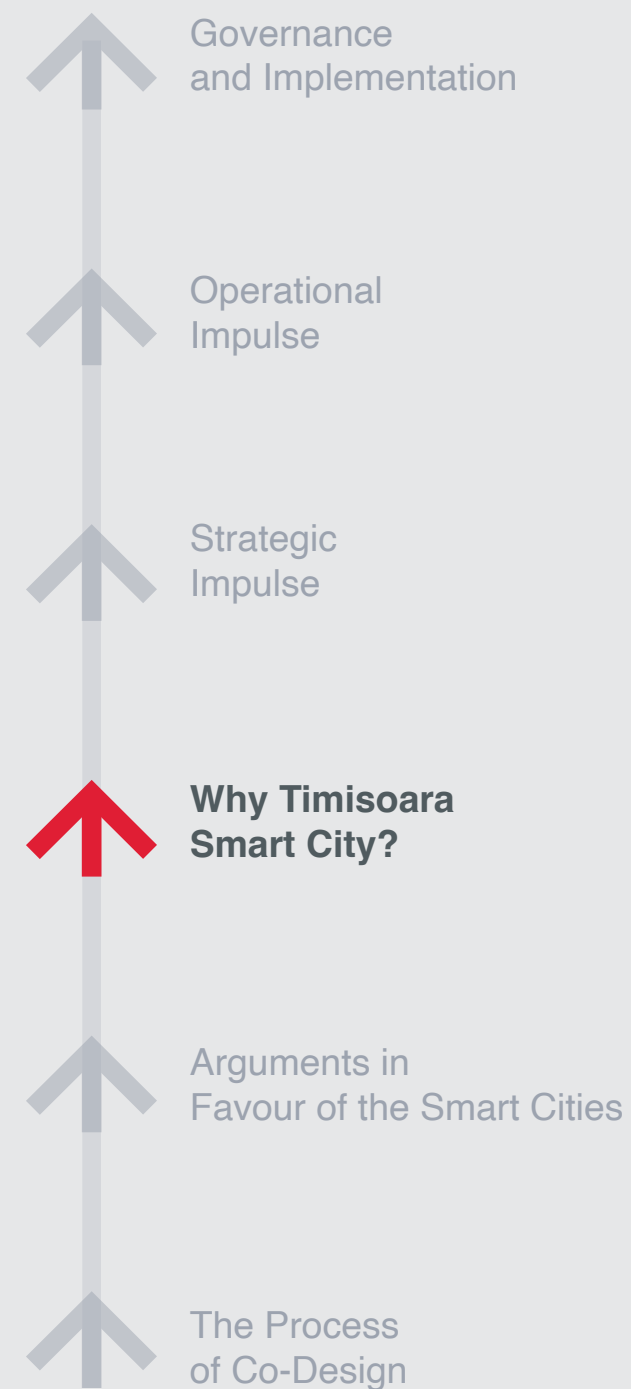 Governance
and Implementation
Operational
Impulse
Strategic
Impulse
Why Timisoara
Smart City?
Arguments in
Favour of the Smart Cities
The Process
of Co-Design